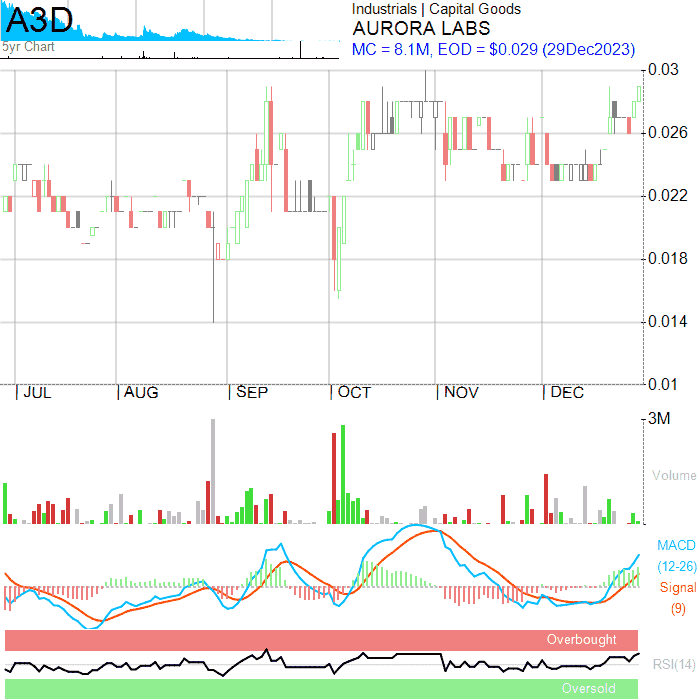 A3D
5yr Chart
Industrials | Capital Goods
AURORA LABS
MC = 8.1M, EOD = $0.029 (29Dec2023)
0.03
0.026
0.022
0.018
0.014
0.01
JUL AUG SEP OCT NOV DEC
3M
Volume
MACD
(12-26)
Signal
(9)
Overbought
RSI(14)
Oversold